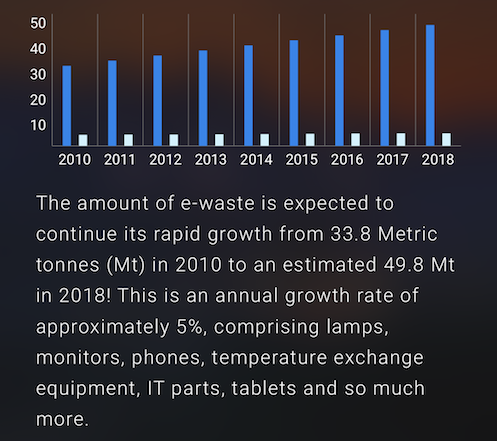 50
40
30
20
10
2010 2011 2012 2013 2014 2015 2016 2017 2018
The amount of e-waste is expected to
continue its rapid growth from 33.8 Metric
tonnes (Mt) in 2010 to an estimated 49.8 Mt
in 2018! This is an annual growth rate of
approximately 5%, comprising lamps,
monitors, phones, temperature exchange
equipment, IT parts, tablets and so much
more.